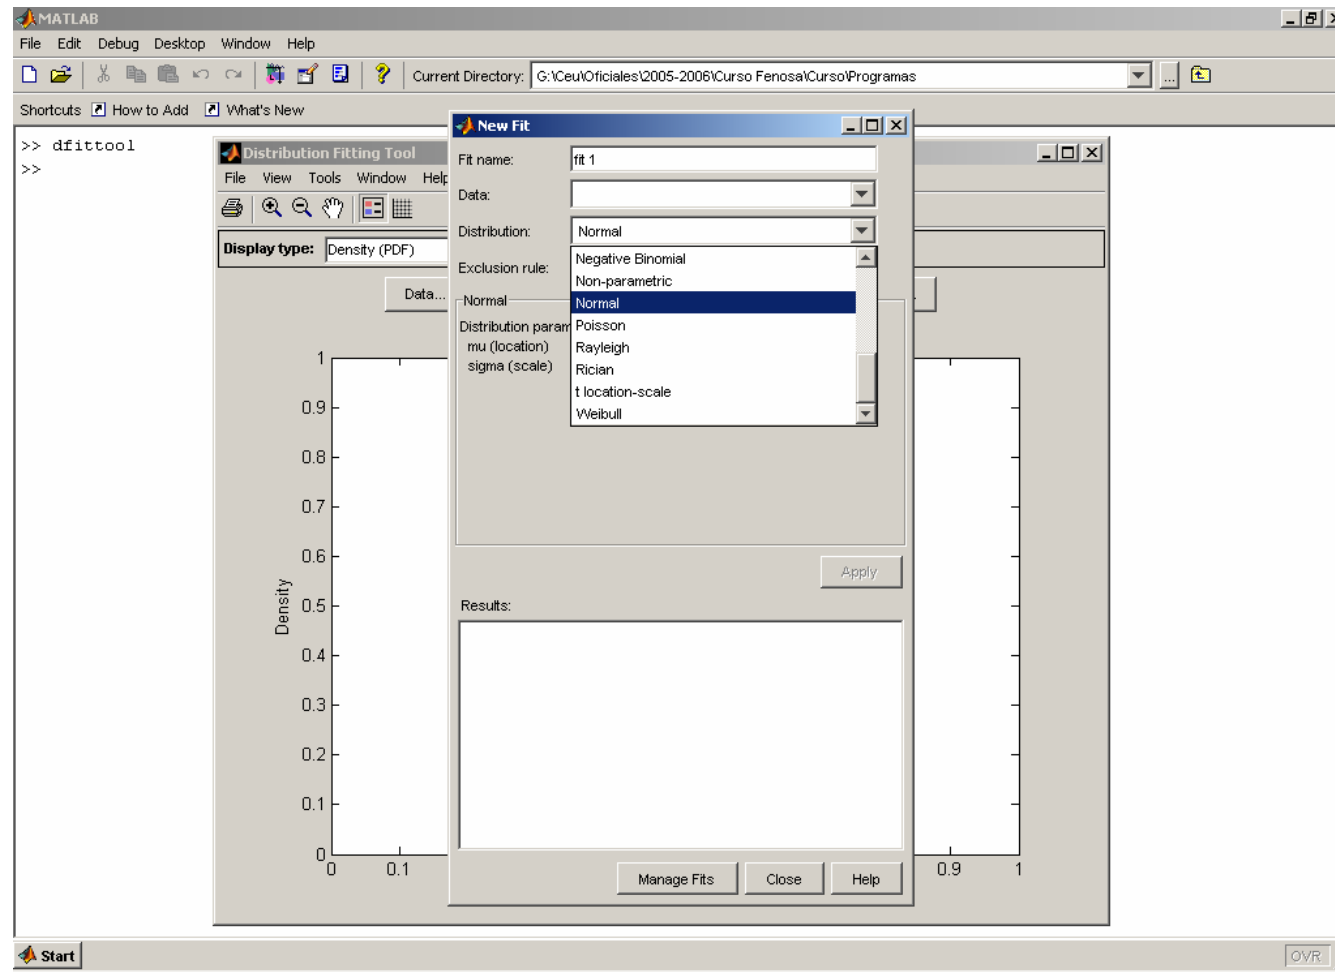 MATLAB
File Edit Debug Desktop Window Help
Current Directory: G:\Ceu\Oficiales\2005-2006\Curso Fenosa\Curso\Programas
...
Shortcuts How to Add What's New
>> dfittool
>>
Distribution Fitting Tool
File View Tools Window Help
Display type: Density (PDF)
Data...
1
0.9
0.8
0.7
0.6
0.5
0.4
0.3
0.2
0.1
0
Density
0 0.1 0.9 1
New Fit
Fit name: fit 1
Data:
Distribution: Normal
Exclusion rule:
Negative Binomial
Non-parametric
Normal
Poisson
Rayleigh
Rician
t location-scale
Weibull
Normal
Distribution param
mu (location)
sigma (scale)
Apply
Results:
Manage Fits Close Help
Start
OVR